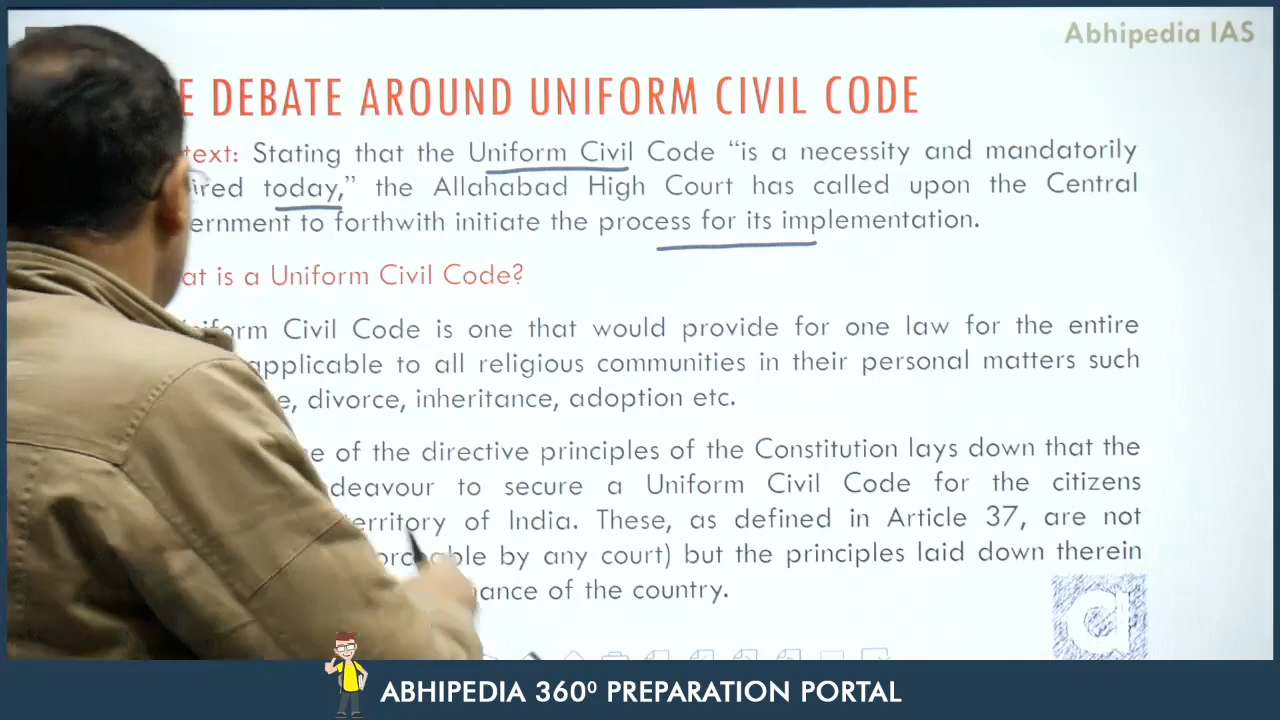 Abhipedia IAS
E DEBATE AROUND UNIFORM CIVIL CODE
text: Stating that the Uniform Civil Code “is a necessity and mandatorily
ired today,” the Allahabad High Court has called upon the Central
ernment to forthwith initiate the process for its implementation.
at is a Uniform Civil Code?
niform Civil Code is one that would provide for one law for the entire
applicable to all religious communities in their personal matters such
e, divorce, inheritance, adoption etc.
ne of the directive principles of the Constitution lays down that the
deavour to secure a Uniform Civil Code for the citizens
territory of India. These, as defined in Article 37, are not
able by any court) but the principles laid down therein
nance of the country.
ABHIPEDIA 360⁰ PREPARATION PORTAL